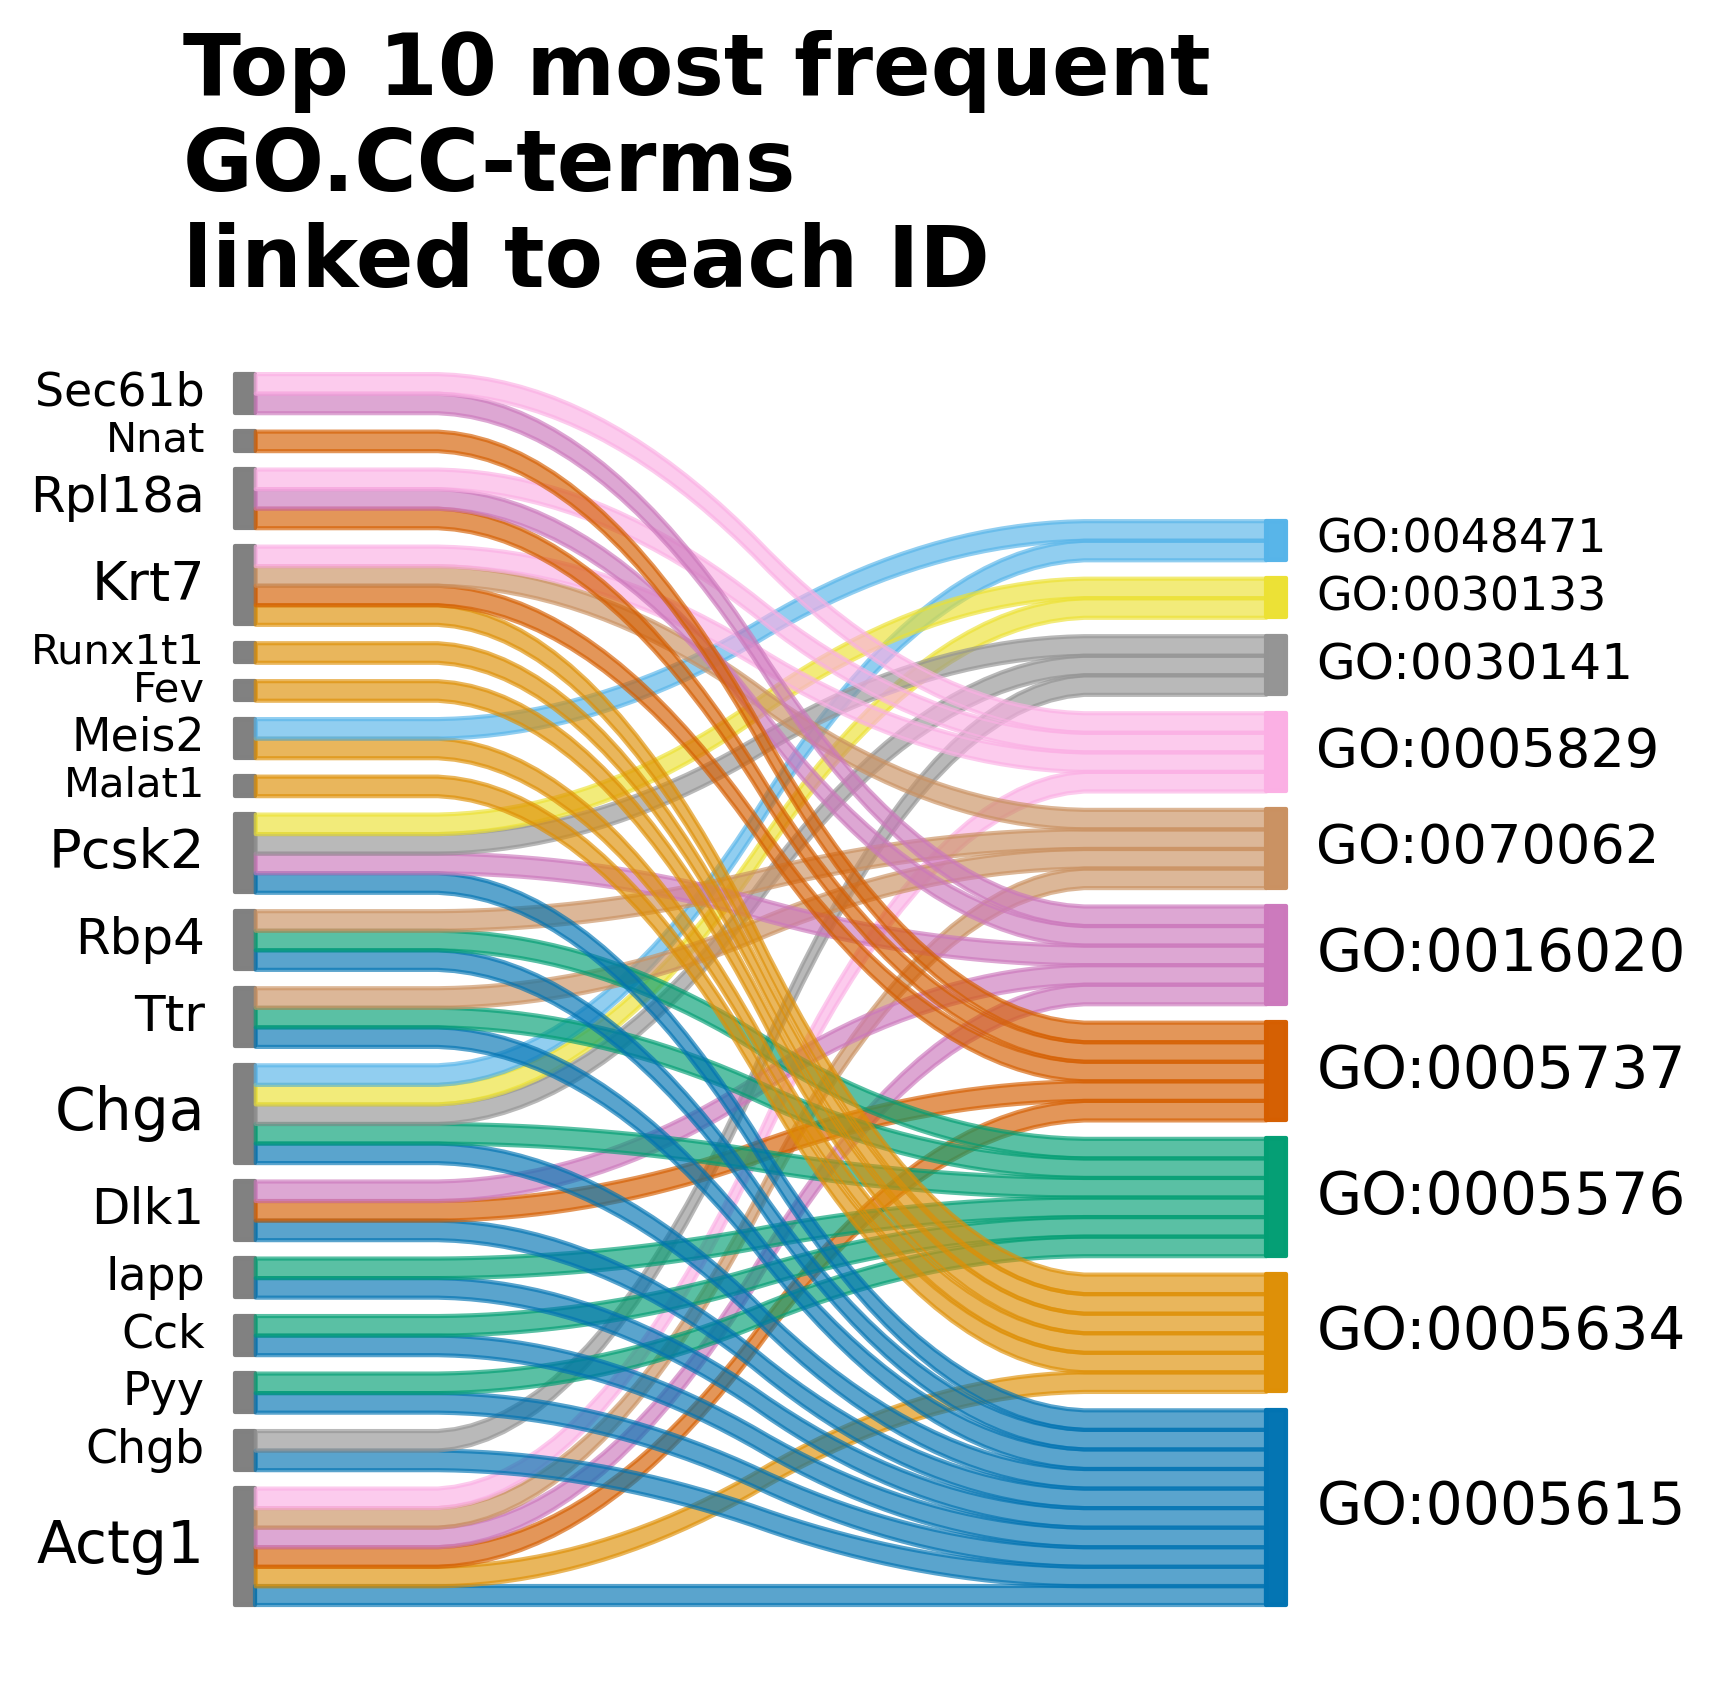 Top 10 most frequent
GO.CC-terms
linked to each ID
Sec61b
Nnat
Rpl18a
Krt7
Runx1t1
Fev
Meis2
Malat1
Pcsk2
Rbp4
Ttr
Chga
Dlk1
Iapp
Cck
Pyy
Chgb
Actg1
GO:0048471
GO:0030133
GO:0030141
GO:0005829
GO:0070062
GO:0016020
GO:0005737
GO:0005576
GO:0005634
GO:0005615